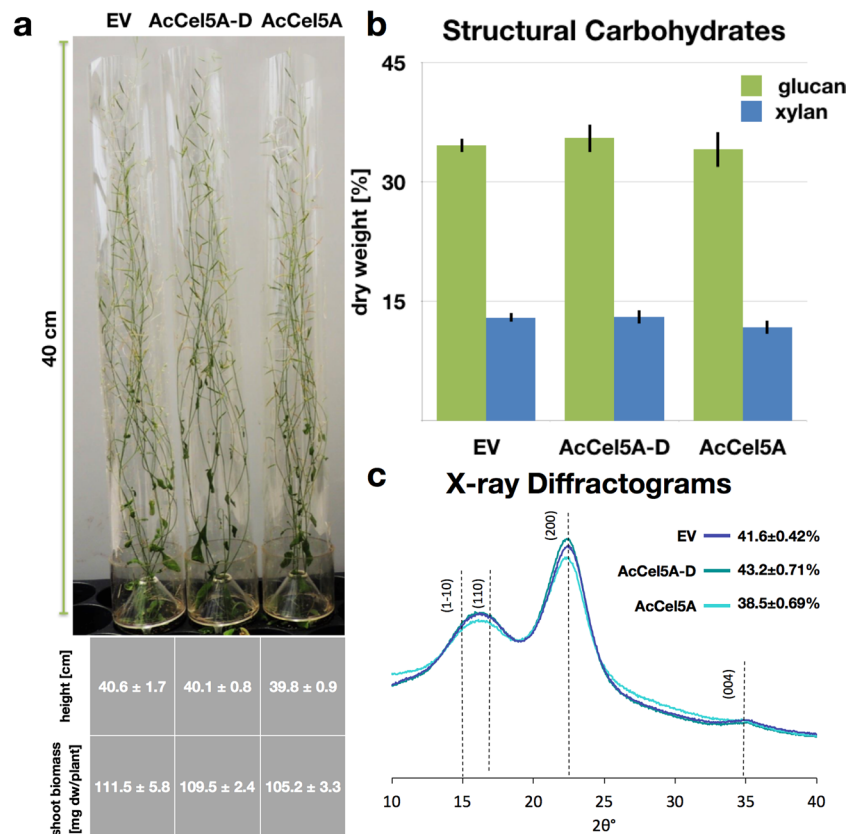 a
EV AcCel5A-D AcCel5A
40 cm
height [cm]
40.6 ± 1.7 40.1 ± 0.8 39.8 ± 0.9
shoot biomass
[mg dw/plant]
111.5 ± 5.8 109.5 ± 2.4 105.2 ± 3.3
b
Structural Carbohydrates
glucan
xylan
dry weight [%]
45
30
15
EV AcCel5A-D AcCel5A
c
X-ray Diffractograms
(1-10)
(110)
(200)
(004)
EV 41.6±0.42%
AcCel5A-D 43.2±0.71%
AcCel5A 38.5±0.69%
10 15 20 25 30 35 40
2θ°